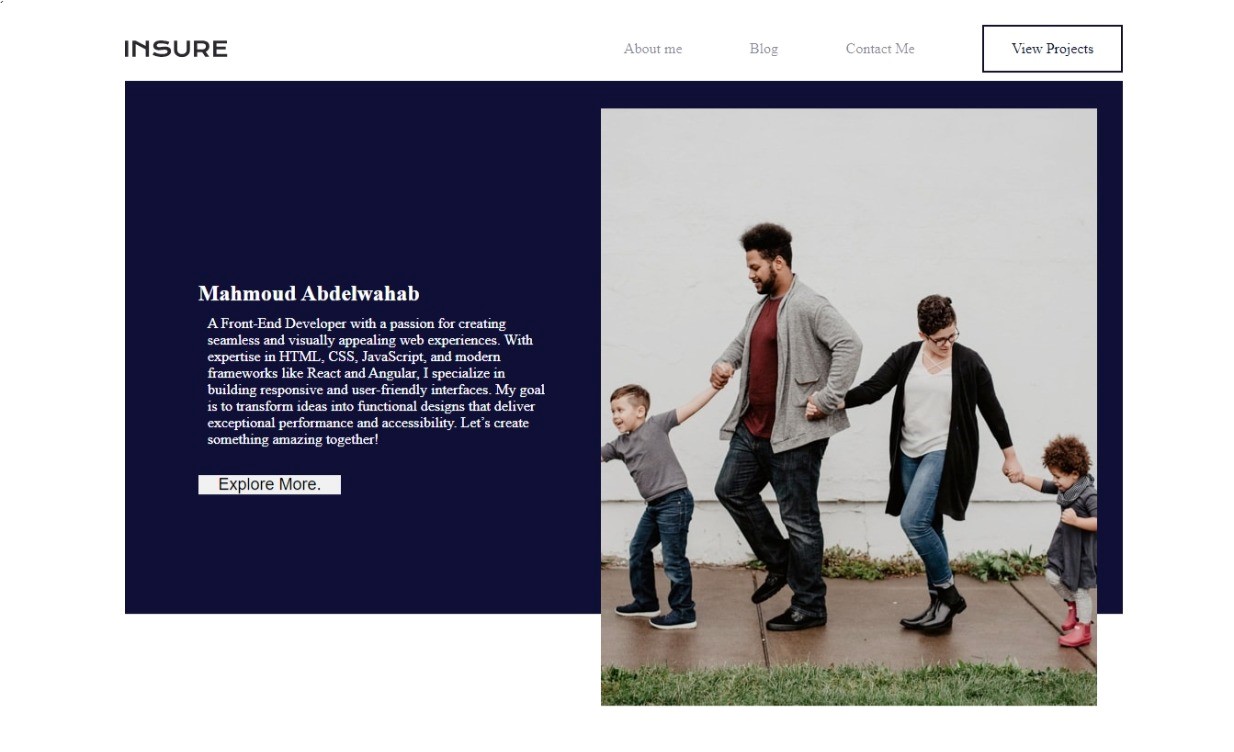 INSURE
About me
Blog
Contact Me
View Projects
Mahmoud Abdelwahab
A Front-End Developer with a passion for creating
seamless and visually appealing web experiences. With
expertise in HTML, CSS, JavaScript, and modern
frameworks like React and Angular, I specialize in
building responsive and user-friendly interfaces. My goal
is to transform ideas into functional designs that deliver
exceptional performance and accessibility. Let’s create
something amazing together!
Explore More.